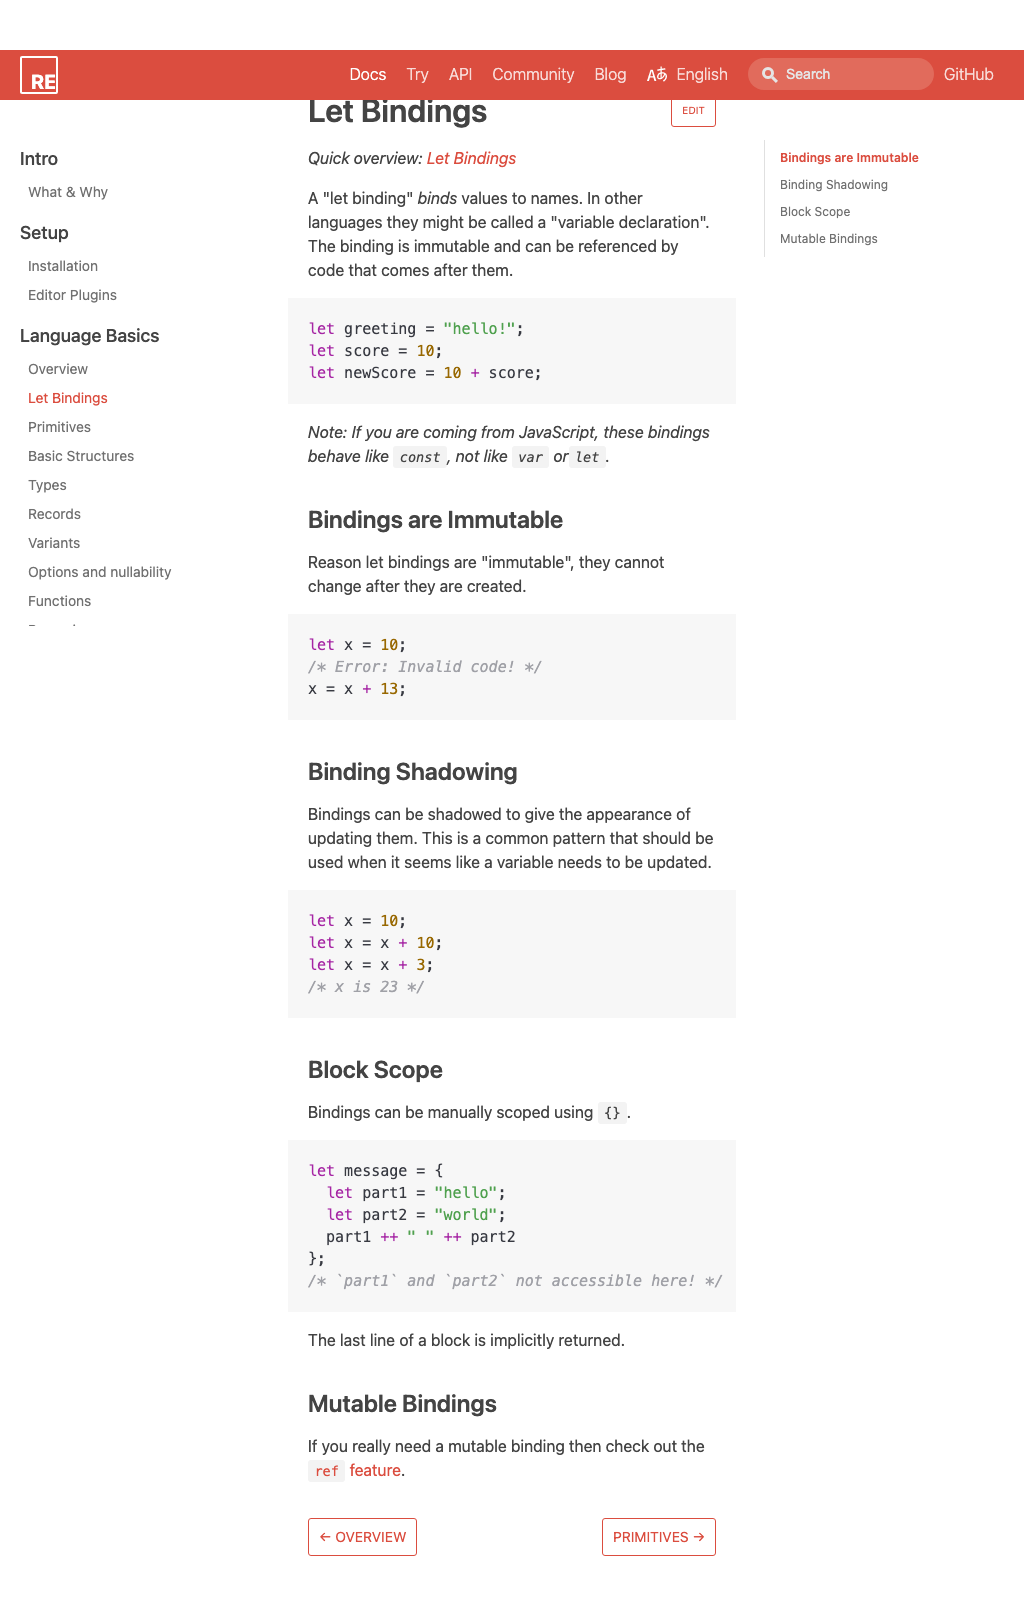 RE
Docs Try API Community Blog Aあ English Search GitHub
Intro
What & Why
Setup
Installation
Editor Plugins
Language Basics
Overview
Let Bindings
Primitives
Basic Structures
Types
Records
Variants
Options and nullability
Functions
Let Bindings
EDIT
Quick overview: Let Bindings
A "let binding" binds values to names. In other
languages they might be called a "variable declaration".
The binding is immutable and can be referenced by
code that comes after them.
let greeting = "hello!";
let score = 10;
let newScore = 10 + score;
Note: If you are coming from JavaScript, these bindings
behave like const, not like var or let.
Bindings are Immutable
Reason let bindings are "immutable", they cannot
change after they are created.
let x = 10;
/* Error: Invalid code! */
x = x + 13;
Binding Shadowing
Bindings can be shadowed to give the appearance of
updating them. This is a common pattern that should be
used when it seems like a variable needs to be updated.
let x = 10;
let x = x + 10;
let x = x + 3;
/* x is 23 */
Block Scope
Bindings can be manually scoped using {}.
let message = {
  let part1 = "hello";
  let part2 = "world";
  part1 ++ " " ++ part2
};
/* `part1` and `part2` not accessible here! */
The last line of a block is implicitly returned.
Mutable Bindings
If you really need a mutable binding then check out the
ref feature.
← OVERVIEW
PRIMITIVES →
Bindings are Immutable
Binding Shadowing
Block Scope
Mutable Bindings